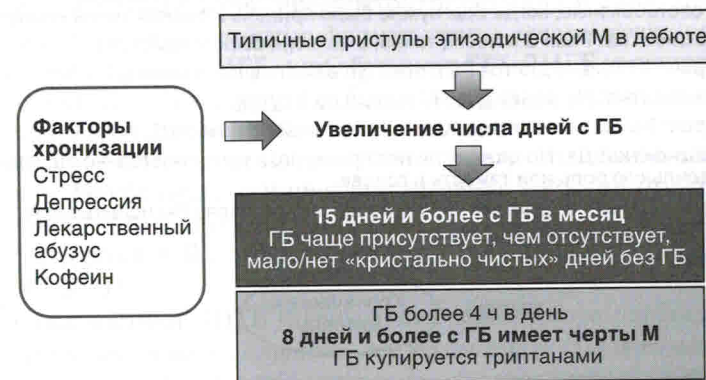 Типичные приступы эпизодической М в дебюте
Факторы
хронизации
Стресс
Депрессия
Лекарственный
абузус
Кофеин
Увеличение числа дней с ГБ
15 дней и более с ГБ в месяц
ГБ чаще присутствует, чем отсутствует,
мало/нет «кристально чистых» дней без ГБ
ГБ более 4 ч в день
8 дней и более с ГБ имеет черты М
ГБ купируется триптанами